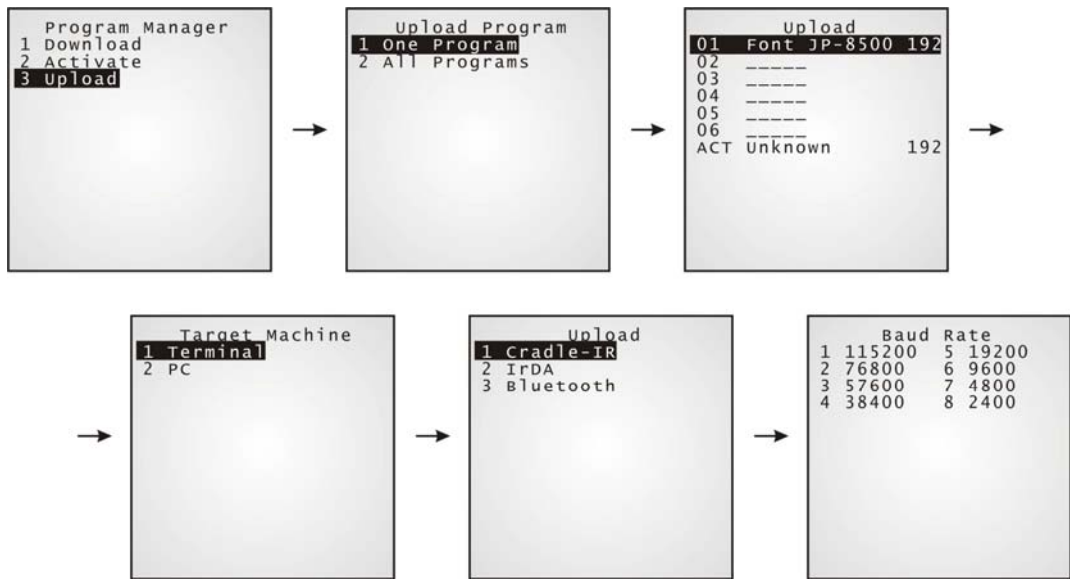 Program Manager
1 Download
2 Activate
3 Upload
Upload Program
1 One Program
2 All Programs
Upload
01 Font JP-8500 192
02 _____
03 _____
04 _____
05 _____
06 _____
ACT Unknown 192
Target Machine
1 Terminal
2 PC
Upload
1 Cradle-IR
2 IrDA
3 Bluetooth
Baud Rate
1 115200 5 19200
2 76800 6 9600
3 57600 7 4800
4 38400 8 2400